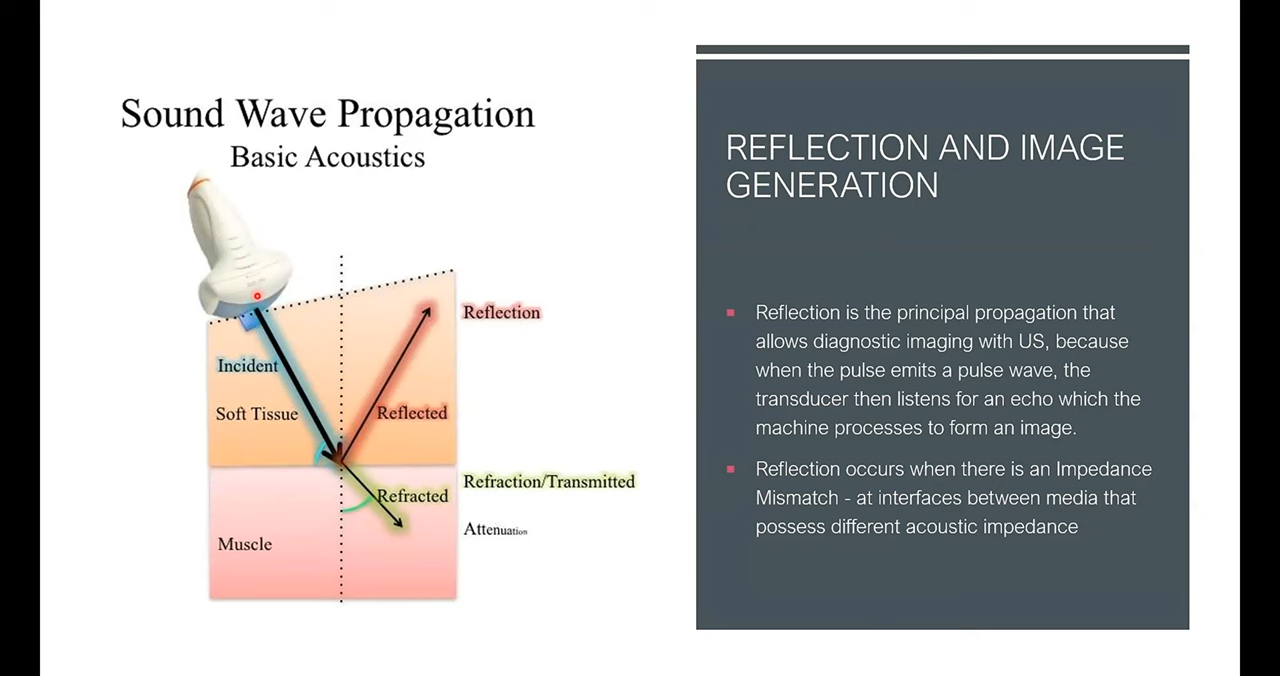 Sound Wave Propagation
Basic Acoustics
Reflection
Incident
Soft Tissue
Reflected
Refraction/Transmitted
Refracted
Attenuation
Muscle
REFLECTION AND IMAGE
GENERATION
Reflection is the principal propagation that
allows diagnostic imaging with US, because
when the pulse emits a pulse wave, the
transducer then listens for an echo which the
machine processes to form an image.
Reflection occurs when there is an Impedance
Mismatch - at interfaces between media that
possess different acoustic impedance